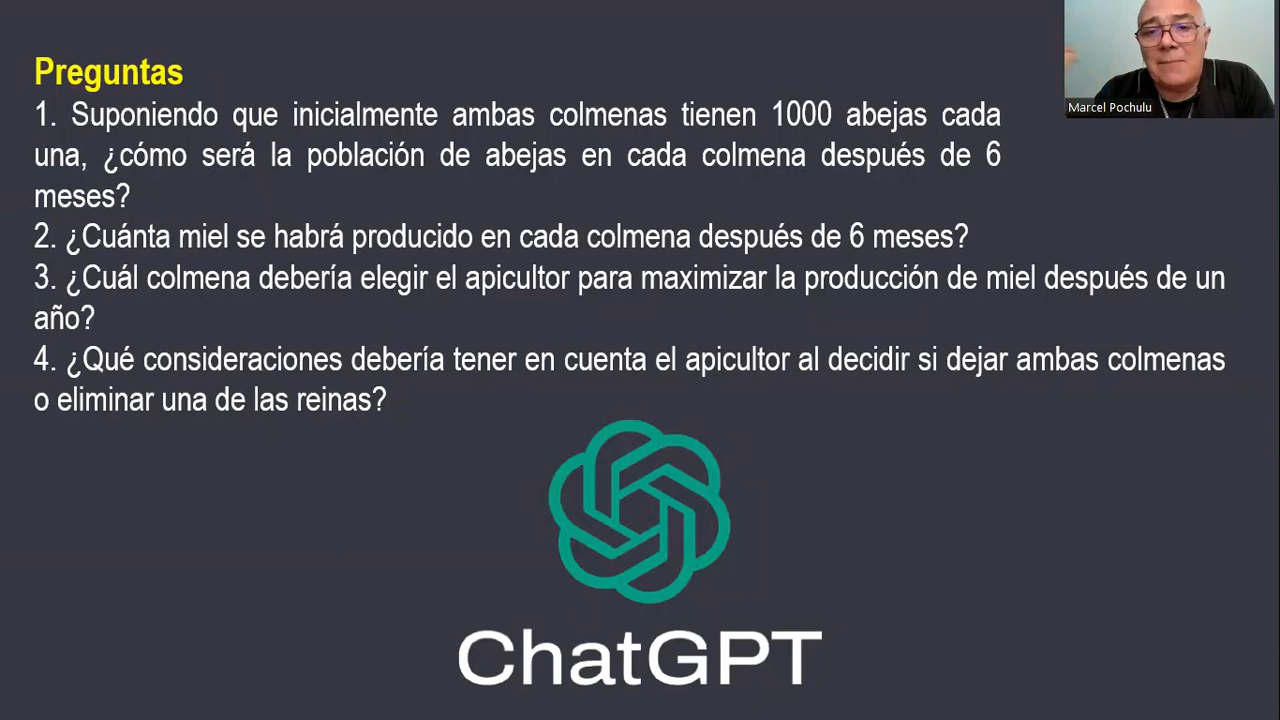 Preguntas
1. Suponiendo que inicialmente ambas colmenas tienen 1000 abejas cada
una, ¿cómo será la población de abejas en cada colmena después de 6
meses?
2. ¿Cuánta miel se habrá producido en cada colmena después de 6 meses?
3. ¿Cuál colmena debería elegir el apicultor para maximizar la producción de miel después de un
año?
4. ¿Qué consideraciones debería tener en cuenta el apicultor al decidir si dejar ambas colmenas
o eliminar una de las reinas?
Marcel Pochulu
ChatGPT